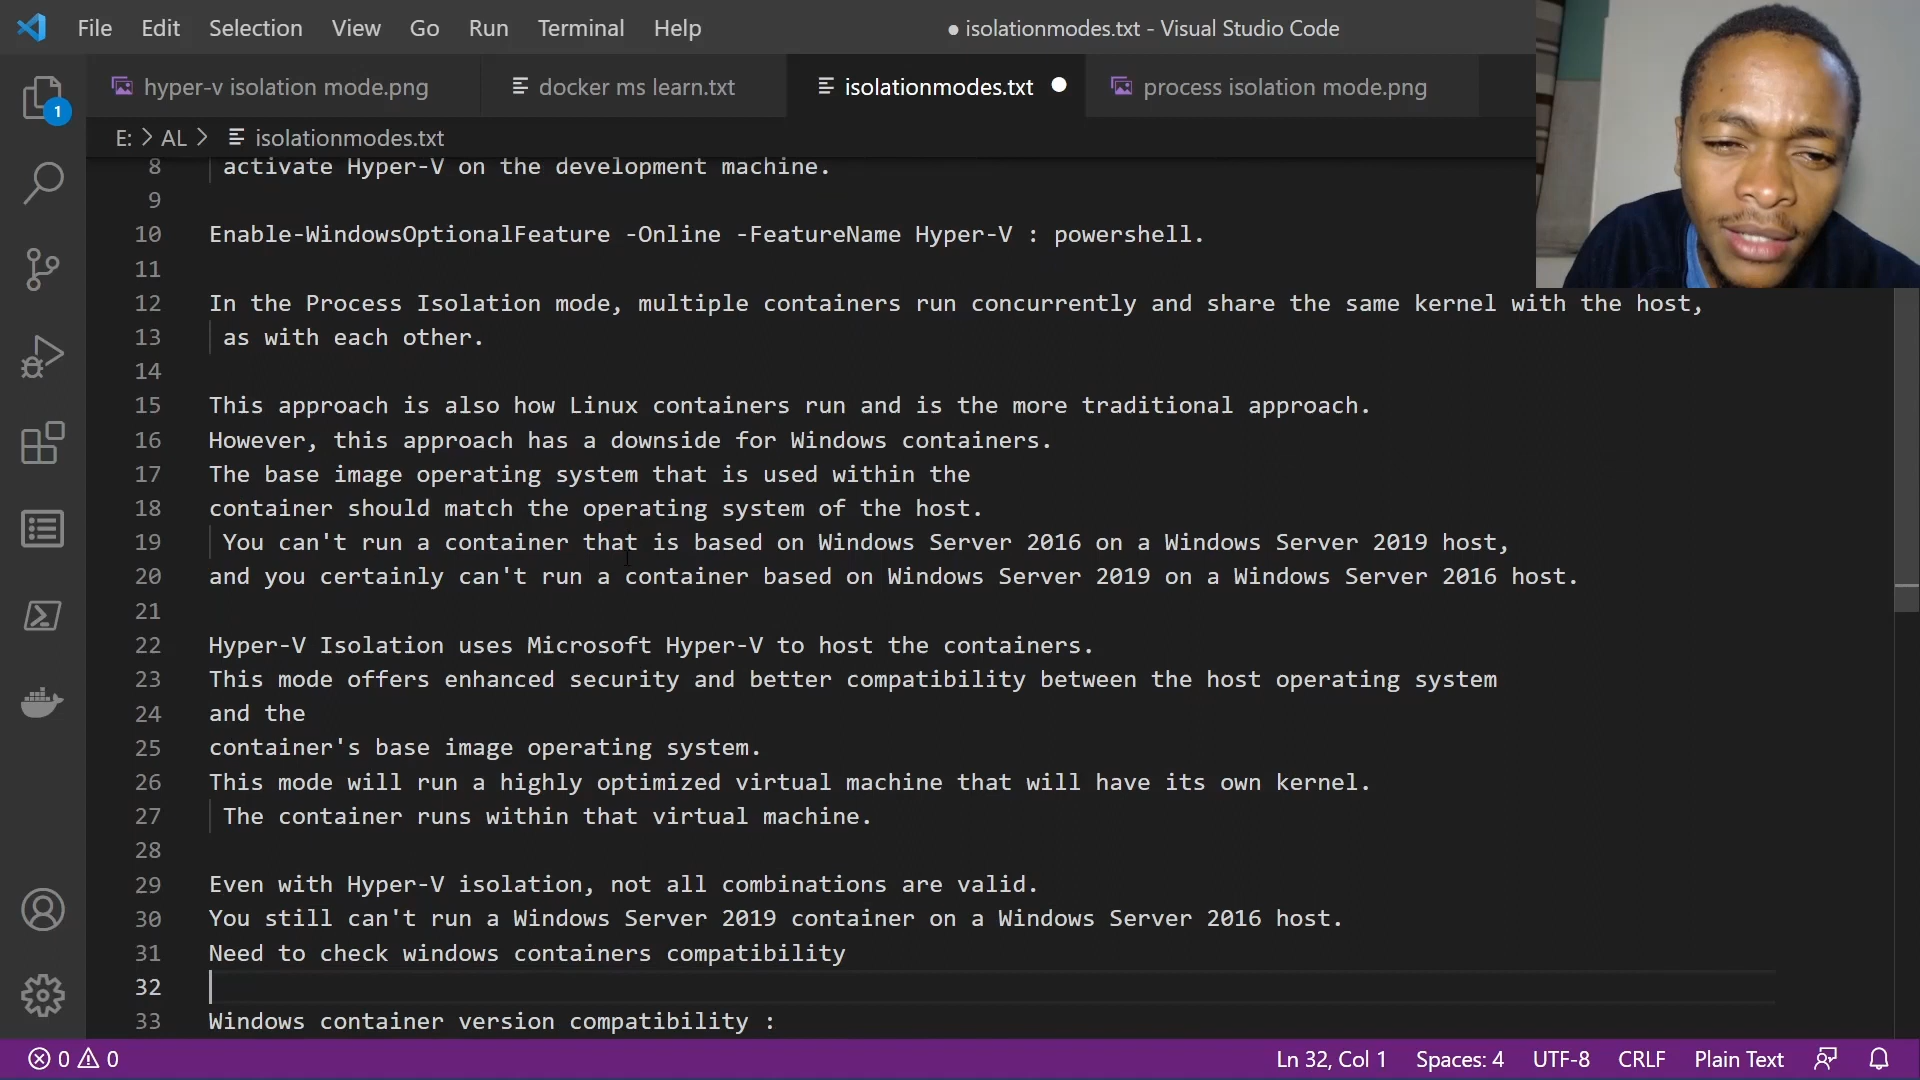 File Edit Selection View Go Run Terminal Help ● isolationmodes.txt - Visual Studio Code
hyper-v isolation mode.png docker ms learn.txt isolationmodes.txt process isolation mode.png
1
E: > AL > isolationmodes.txt
8 activate Hyper-V on the development machine.
9
10 Enable-WindowsOptionalFeature -Online -FeatureName Hyper-V : powershell.
11
12 In the Process Isolation mode, multiple containers run concurrently and share the same kernel with the host,
13 as with each other.
14
15 This approach is also how Linux containers run and is the more traditional approach.
16 However, this approach has a downside for Windows containers.
17 The base image operating system that is used within the
18 container should match the operating system of the host.
19 You can't run a container that is based on Windows Server 2016 on a Windows Server 2019 host,
20 and you certainly can't run a container based on Windows Server 2019 on a Windows Server 2016 host.
21
22 Hyper-V Isolation uses Microsoft Hyper-V to host the containers.
23 This mode offers enhanced security and better compatibility between the host operating system
24 and the
25 container's base image operating system.
26 This mode will run a highly optimized virtual machine that will have its own kernel.
27 The container runs within that virtual machine.
28
29 Even with Hyper-V isolation, not all combinations are valid.
30 You still can't run a Windows Server 2019 container on a Windows Server 2016 host.
31 Need to check windows containers compatibility
32
33 Windows container version compatibility :
0 0 Ln 32, Col 1 Spaces: 4 UTF-8 CRLF Plain Text